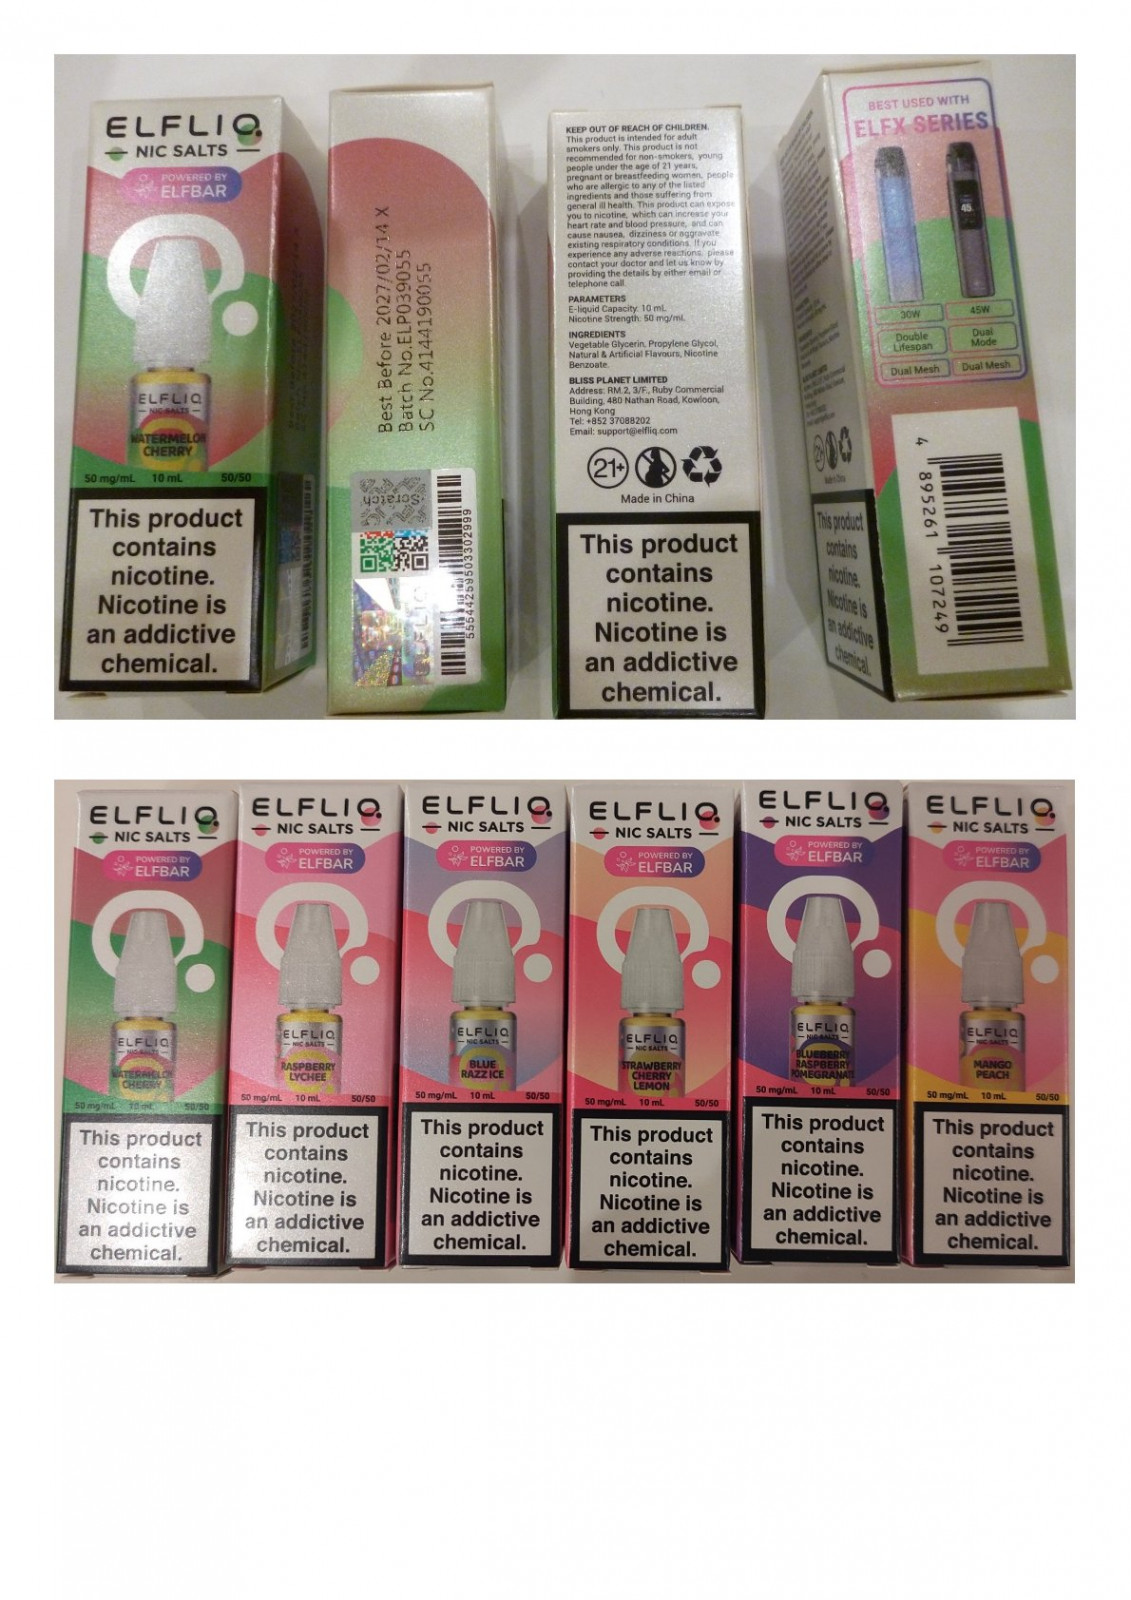 ELFLIQ
NIC SALTS
POWERED BY
ELFBAR
ELFLIQ
NIC SALTS
WATERMELON
CHERRY
50 mg/mL 10 mL 50/50
This product
contains
nicotine.
Nicotine is
an addictive
chemical.
Best Before 2027/02/14 X
Batch No.ELP039055
SC No.4144190055
Scratch
ELFLIQ
5554425950330299​9
KEEP OUT OF REACH OF CHILDREN.
This product is intended for adult
smokers only. This product is not
recommended for non-smokers, young
people under the age of 21 years,
pregnant or breastfeeding women, people
who are allergic to any of the listed
ingredients and those suffering from
general ill health. This product can expose
you to nicotine, which can increase your
heart rate and blood pressure, and can
cause nausea, dizziness or aggravate
existing respiratory conditions. If you
experience any adverse reactions, please
contact your doctor and let us know by
providing the details by either email or
telephone call.
PARAMETERS
E-liquid Capacity: 10 mL
Nicotine Strength: 50 mg/mL
INGREDIENTS
Vegetable Glycerin, Propylene Glycol,
Natural & Artificial Flavours, Nicotine
Benzoate.
BLISS PLANET LIMITED
Address: RM.2, 3/F., Ruby Commercial
Building, 480 Nathan Road, Kowloon,
Hong Kong
Tel: +852 37088202
Email: support@elfliq.com
21+
Made in China
This product
contains
nicotine.
Nicotine is
an addictive
chemical.
BEST USED WITH
ELFX SERIES
45
30W 45W
Double Lifespan Dual Mode
Dual Mesh Dual Mesh
Made in China
This product
contains
nicotine.
Nicotine is
an addictive
chemical.
4 895261 107249
ELFLIQ
NIC SALTS
POWERED BY
ELFBAR
ELFLIQ
NIC SALTS
WATERMELON
CHERRY
50 mg/mL 10 mL 50/50
This product
contains
nicotine.
Nicotine is
an addictive
chemical.
ELFLIQ
NIC SALTS
POWERED BY
ELFBAR
ELFLIQ
NIC SALTS
RASPBERRY
LYCHEE
50 mg/mL 10 mL 50/50
This product
contains
nicotine.
Nicotine is
an addictive
chemical.
ELFLIQ
NIC SALTS
POWERED BY
ELFBAR
ELFLIQ
NIC SALTS
BLUE
RAZZ ICE
50 mg/mL 10 mL 50/50
This product
contains
nicotine.
Nicotine is
an addictive
chemical.
ELFLIQ
NIC SALTS
POWERED BY
ELFBAR
ELFLIQ
NIC SALTS
STRAWBERRY
CHERRY
LEMON
50 mg/mL 10 mL 50/50
This product
contains
nicotine.
Nicotine is
an addictive
chemical.
ELFLIQ
NIC SALTS
POWERED BY
ELFBAR
ELFLIQ
NIC SALTS
BLUEBERRY
RASPBERRY
POMEGRANATE
50 mg/mL 10 mL 50/50
This product
contains
nicotine.
Nicotine is
an addictive
chemical.
ELFLIQ
NIC SALTS
POWERED BY
ELFBAR
ELFLIQ
NIC SALTS
MANGO
PEACH
50 mg/mL 10 mL 50/50
This product
contains
nicotine.
Nicotine is
an addictive
chemical.